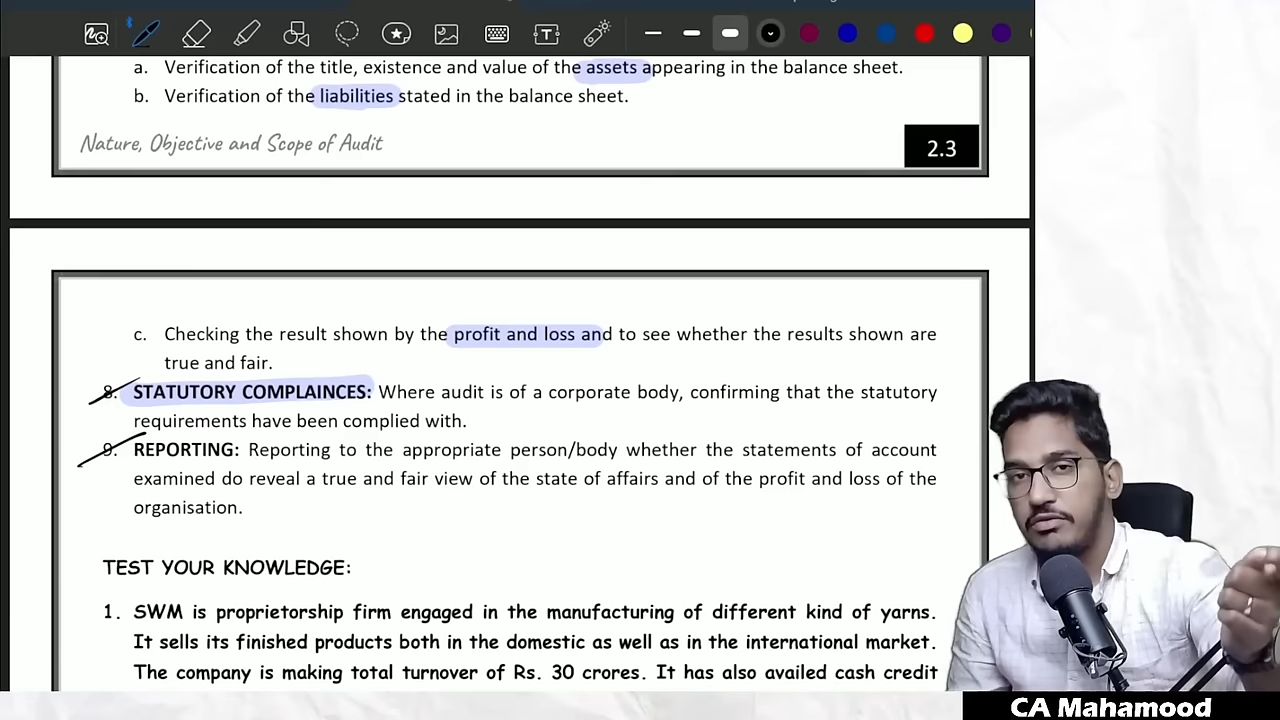 a. Verification of the title, existence and value of the assets appearing in the balance sheet.
b. Verification of the liabilities stated in the balance sheet.
Nature, Objective and Scope of Audit
2.3
c. Checking the result shown by the profit and loss and to see whether the results shown are
true and fair.
8. STATUTORY COMPLAINCES: Where audit is of a corporate body, confirming that the statutory
requirements have been complied with.
9. REPORTING: Reporting to the appropriate person/body whether the statements of account
examined do reveal a true and fair view of the state of affairs and of the profit and loss of the
organisation.
TEST YOUR KNOWLEDGE:
1. SWM is proprietorship firm engaged in the manufacturing of different kind of yarns.
It sells its finished products both in the domestic as well as in the international market.
The company is making total turnover of Rs. 30 crores. It has also availed cash credit
CA Mahamood